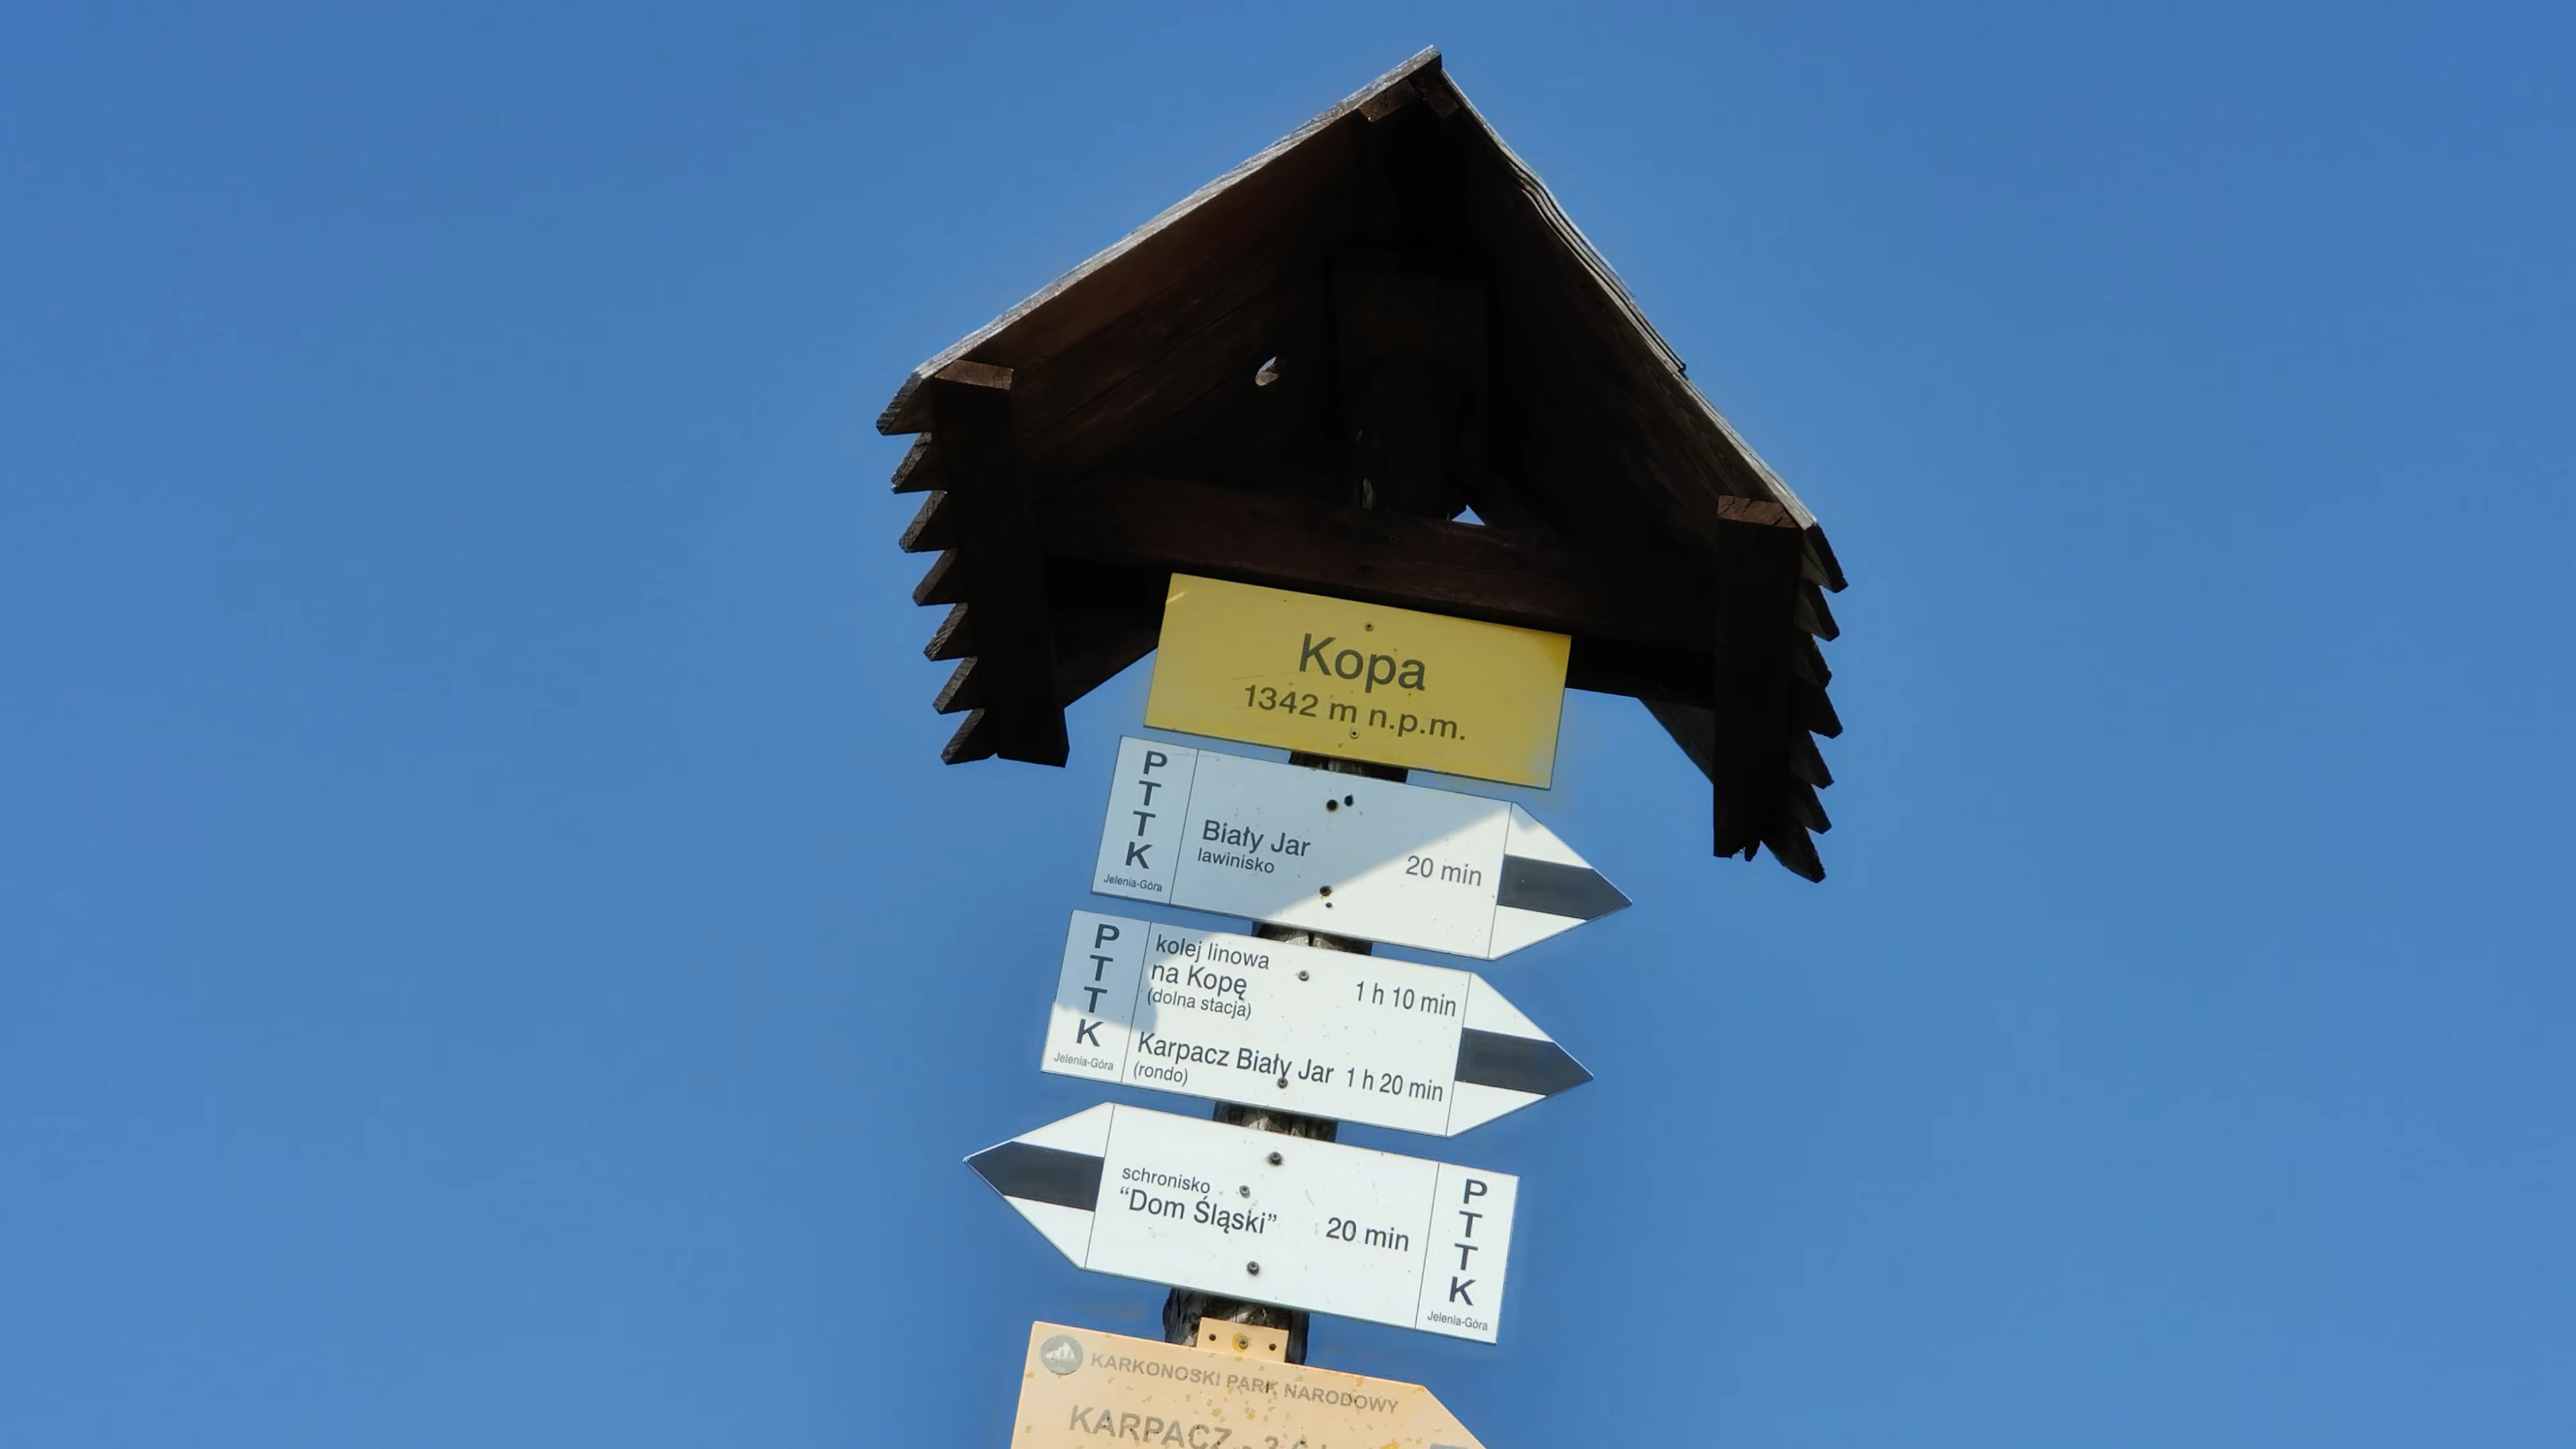 Kopa
1342 m n.p.m.
PTTK
Jelenia-Góra
Biały Jar
lawinisko
20 min
PTTK
Jelenia-Góra
kolej linowa
na Kopę
(dolna stacja)
1 h 10 min
Karpacz Biały Jar 1 h 20 min
(rondo)
schronisko
“Dom Śląski”
20 min
PTTK
Jelenia-Góra
KARKONOSKI PARK NARODOWY
KARPACZ -